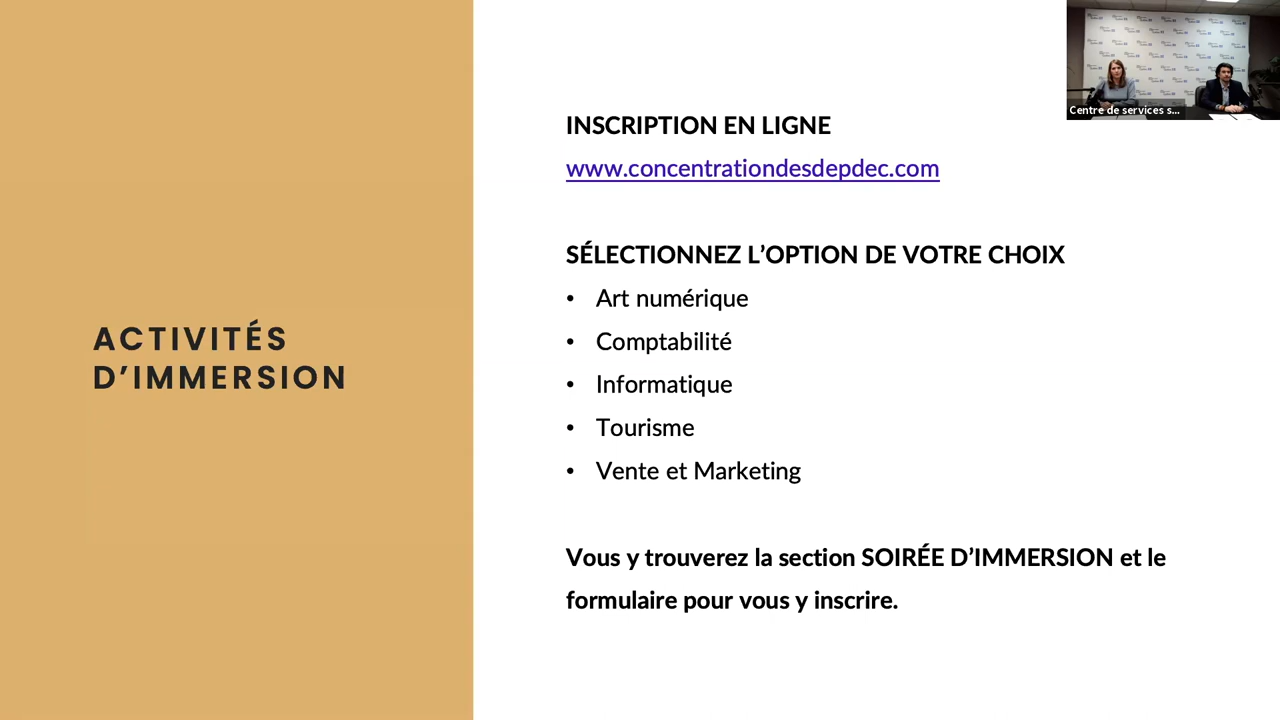 ACTIVITÉS
D’IMMERSION
INSCRIPTION EN LIGNE
www.concentrationdesdepdec.com
SÉLECTIONNEZ L’OPTION DE VOTRE CHOIX
• Art numérique
• Comptabilité
• Informatique
• Tourisme
• Vente et Marketing
Vous y trouverez la section SOIRÉE D’IMMERSION et le
formulaire pour vous y inscrire.
Centre de services s...